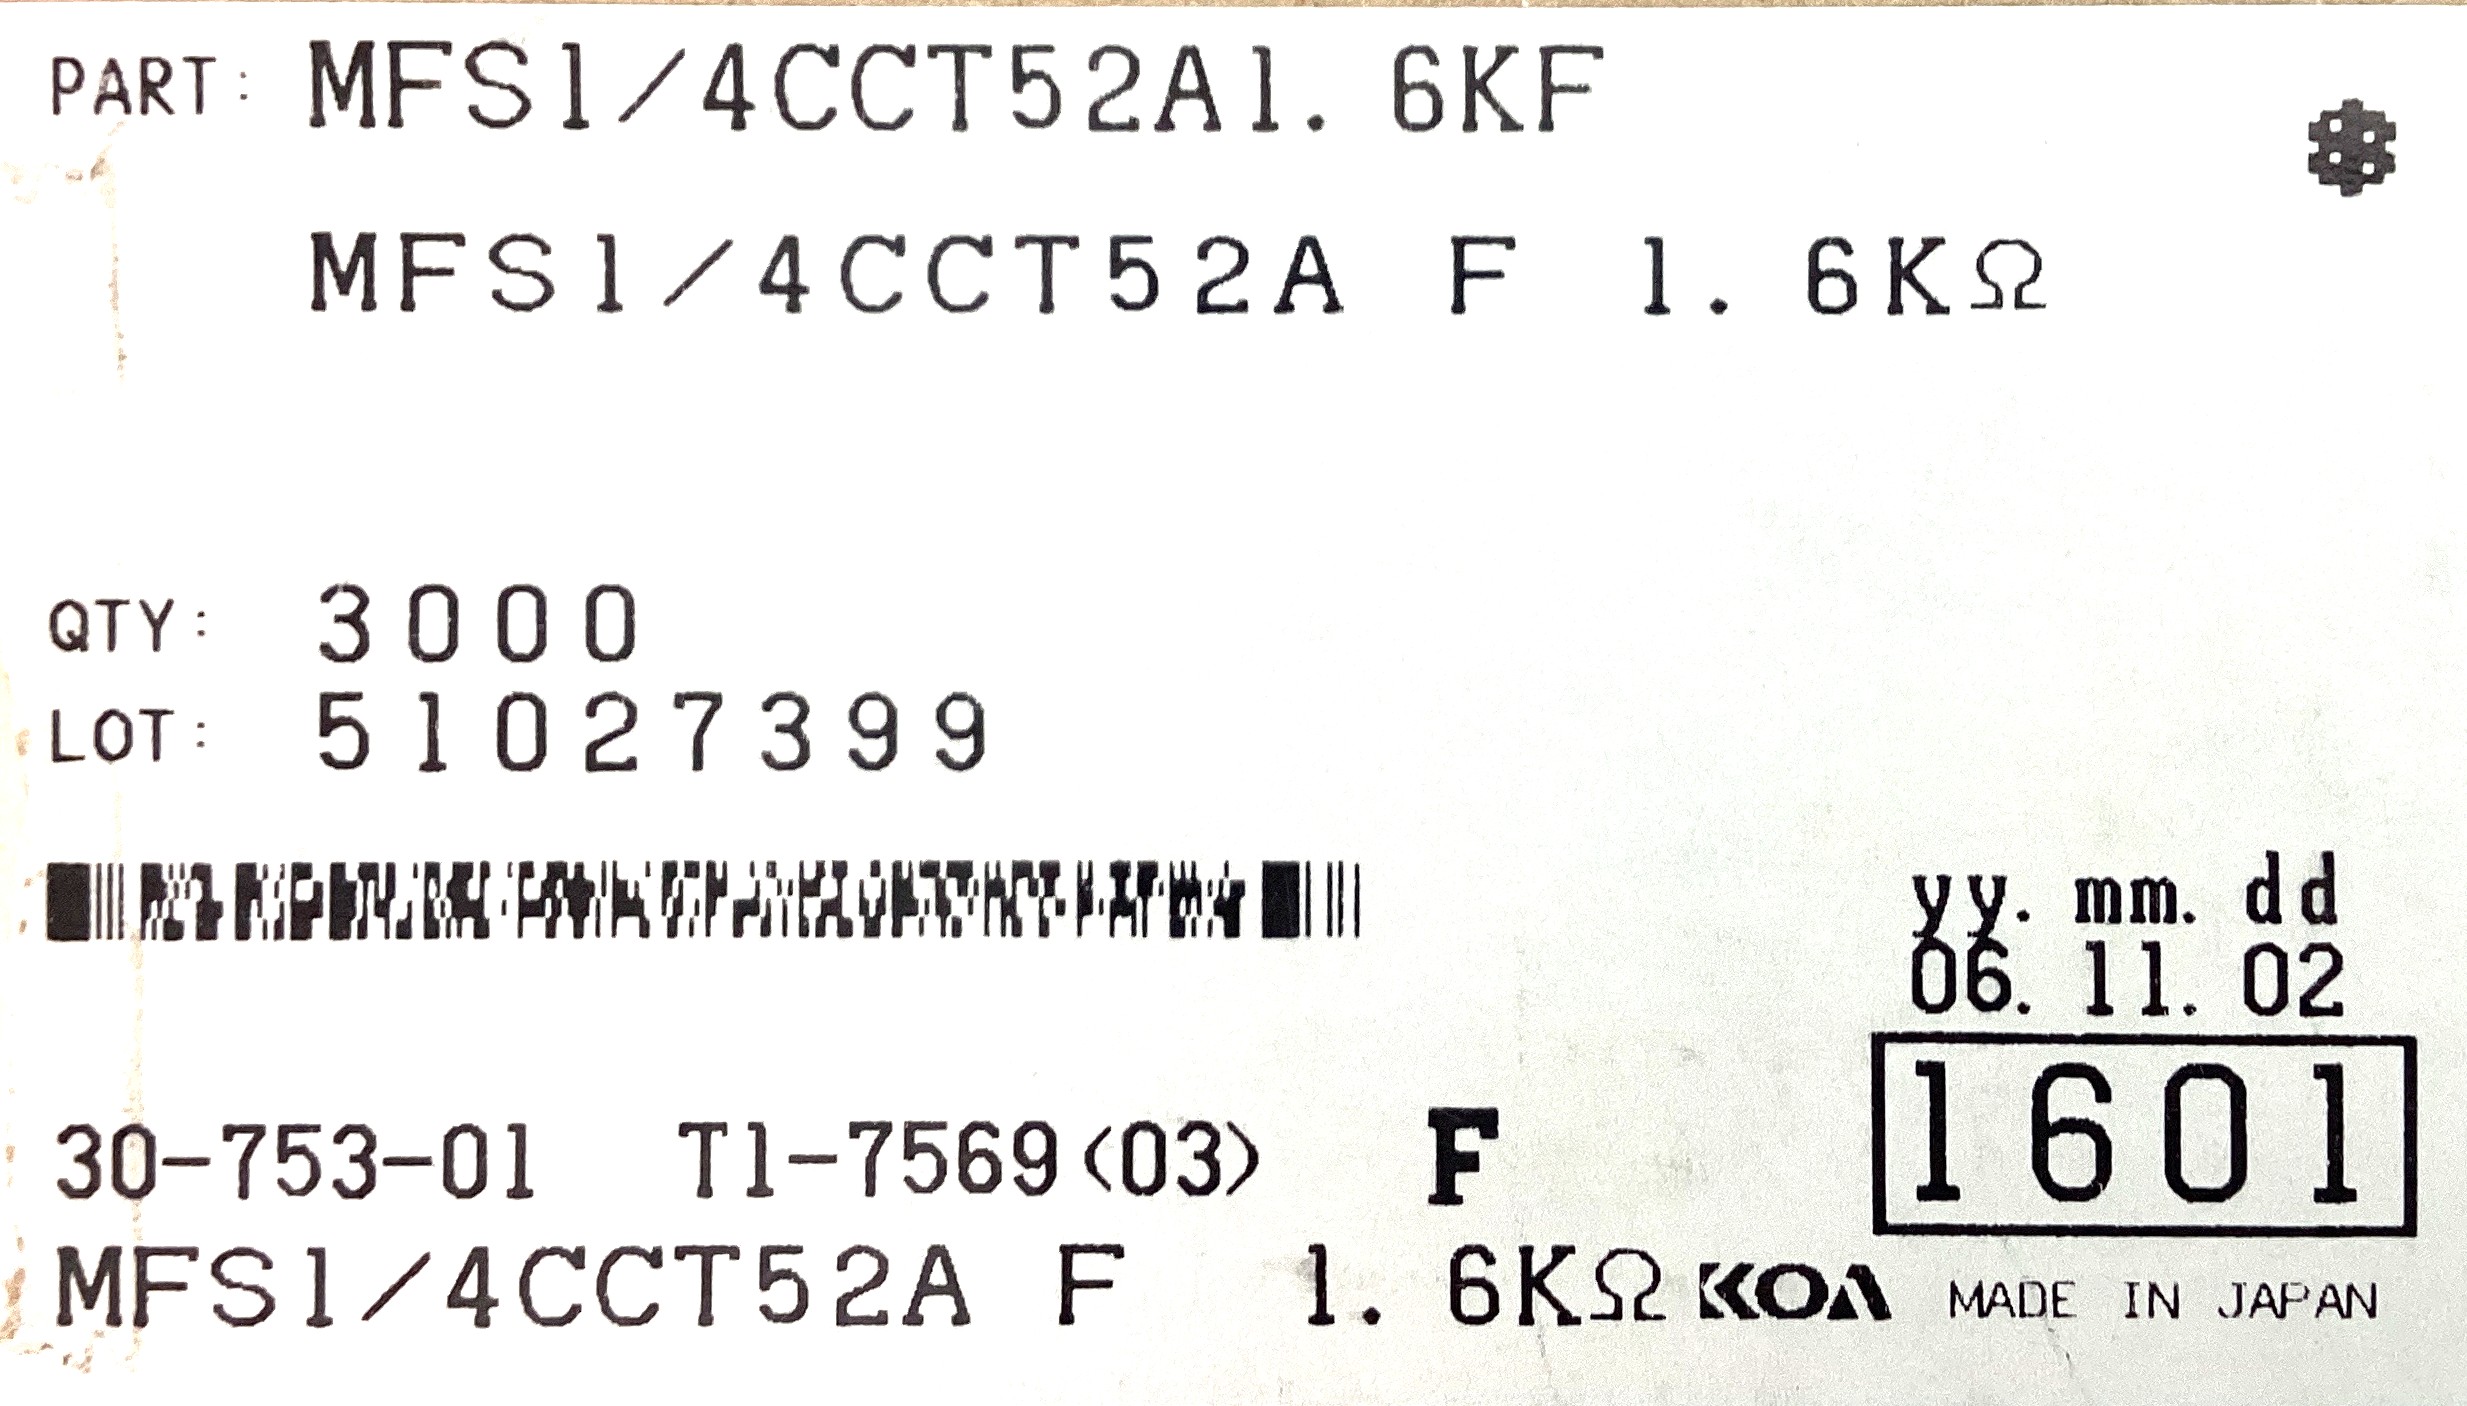 PART: MFS1/4CCT52A1.6KF
MFS1/4CCT52A F 1.6KΩ
QTY: 3000
LOT: 51027399
yy.mm.dd
06.11.02
1601
30-753-01 T1-7569(03) F
MFS1/4CCT52A F 1.6KΩ KOA MADE IN JAPAN